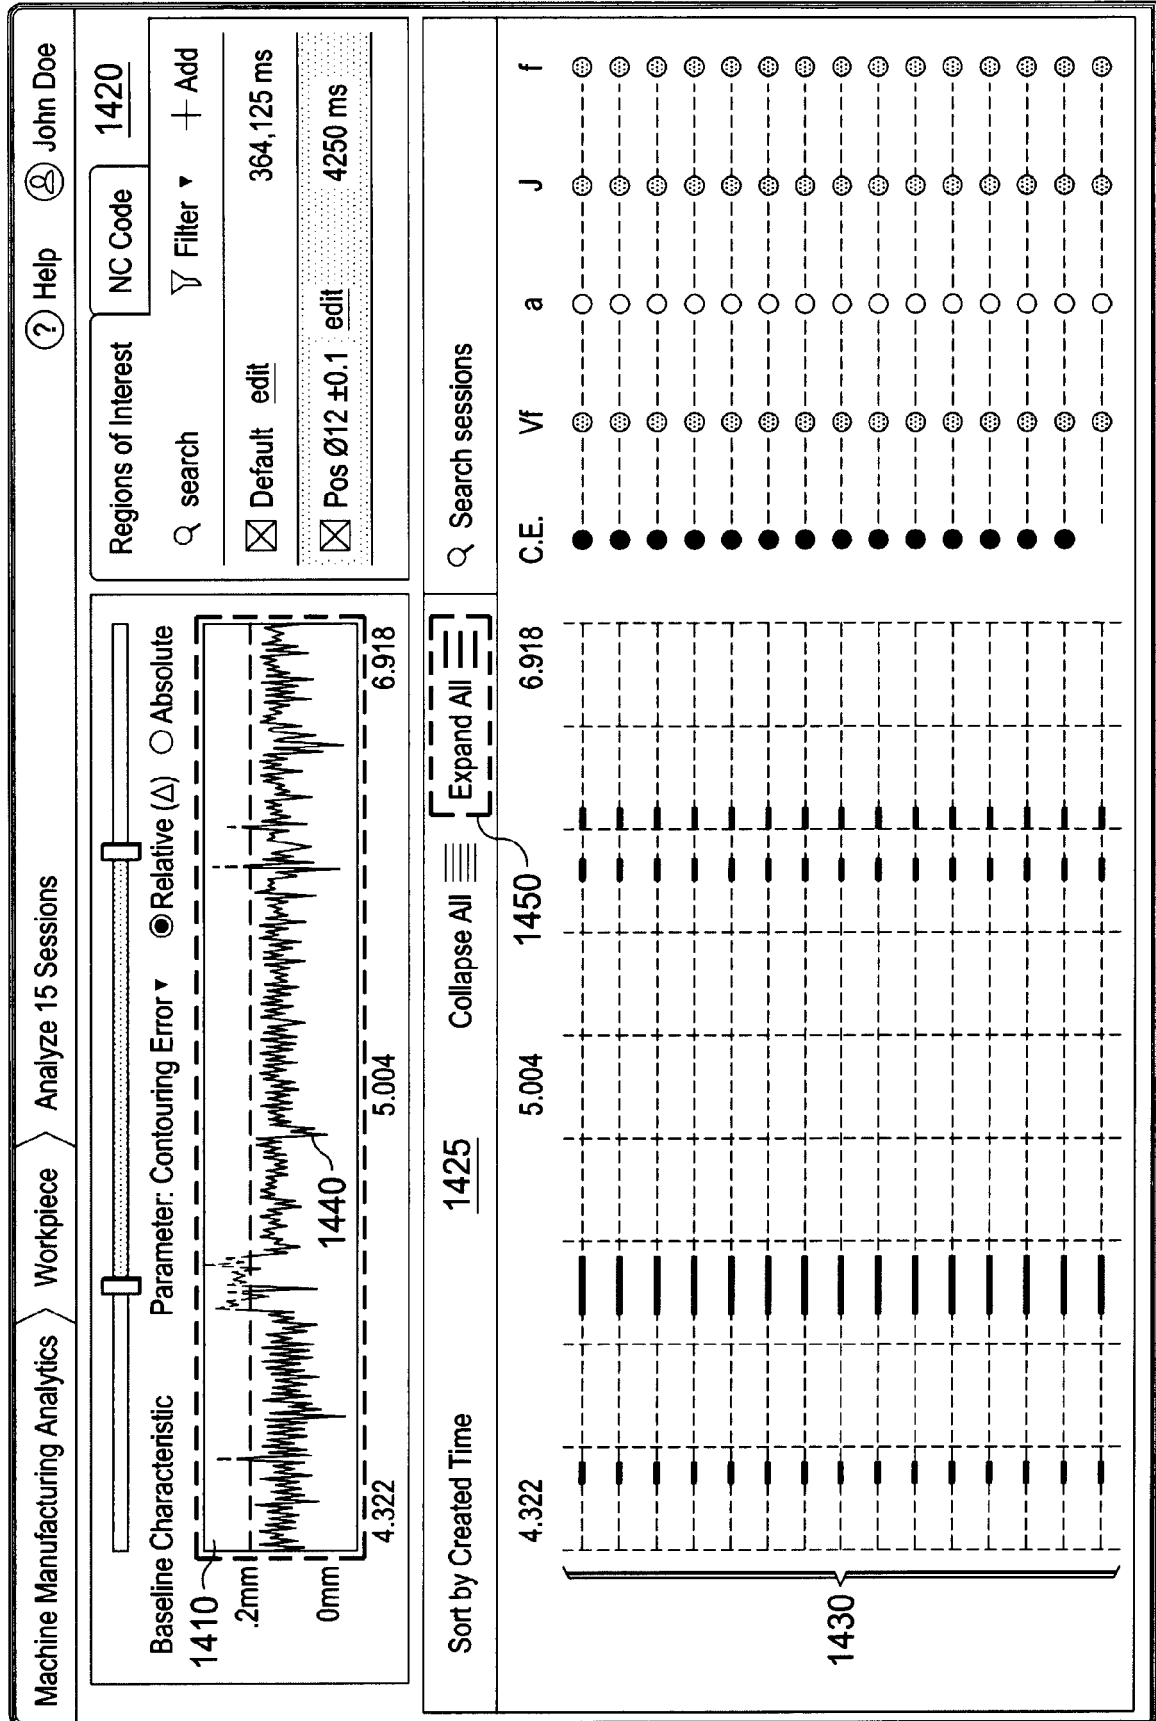 Machine Manufacturing Analytics Workpiece Analyze 15 Sessions ? Help John Doe
Baseline Characteristic Parameter: Contouring Error ▾ Relative (Δ) Absolute
1410
.2mm
0mm
1440
4.322 5.004 6.918
Regions of Interest NC Code 1420
search Filter ▾ + Add
Default edit 364,125 ms
Pos Ø12 ±0.1 edit 4250 ms
Sort by Created Time 1425 Collapse All Expand All Search sessions
1450
4.322 5.004 6.918 C.E. Vf a J f
1430